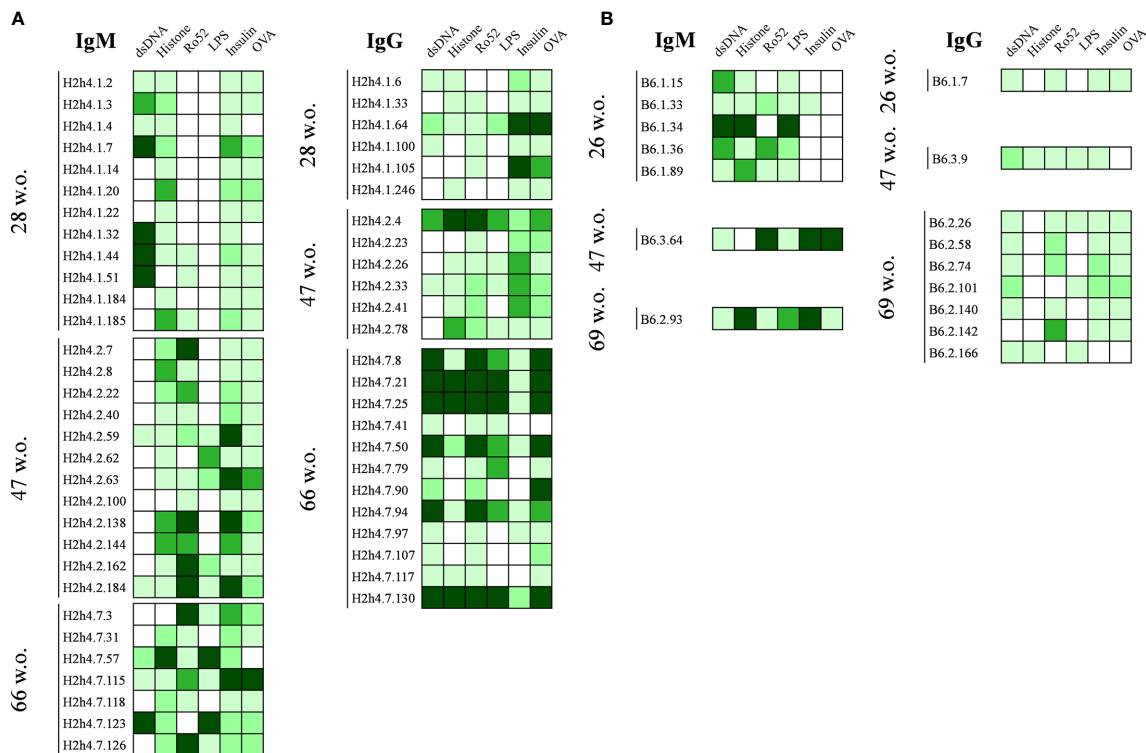 A
IgM
dsDNA
Histone
Ro52
LPS
Insulin
OVA
28 w.o.
H2h4.1.2
H2h4.1.3
H2h4.1.4
H2h4.1.7
H2h4.1.14
H2h4.1.20
H2h4.1.22
H2h4.1.32
H2h4.1.44
H2h4.1.51
H2h4.1.184
H2h4.1.185
47 w.o.
H2h4.2.7
H2h4.2.8
H2h4.2.22
H2h4.2.40
H2h4.2.59
H2h4.2.62
H2h4.2.63
H2h4.2.100
H2h4.2.138
H2h4.2.144
H2h4.2.162
H2h4.2.184
66 w.o.
H2h4.7.3
H2h4.7.31
H2h4.7.57
H2h4.7.115
H2h4.7.118
H2h4.7.123
H2h4.7.126
IgG
dsDNA
Histone
Ro52
LPS
Insulin
OVA
28 w.o.
H2h4.1.6
H2h4.1.33
H2h4.1.64
H2h4.1.100
H2h4.1.105
H2h4.1.246
47 w.o.
H2h4.2.4
H2h4.2.23
H2h4.2.26
H2h4.2.33
H2h4.2.41
H2h4.2.78
66 w.o.
H2h4.7.8
H2h4.7.21
H2h4.7.25
H2h4.7.41
H2h4.7.50
H2h4.7.79
H2h4.7.90
H2h4.7.94
H2h4.7.97
H2h4.7.107
H2h4.7.117
H2h4.7.130
B
IgM
dsDNA
Histone
Ro52
LPS
Insulin
OVA
26 w.o.
B6.1.15
B6.1.33
B6.1.34
B6.1.36
B6.1.89
47 w.o.
B6.3.64
69 w.o.
B6.2.93
IgG
dsDNA
Histone
Ro52
LPS
Insulin
OVA
26 w.o.
B6.1.7
47 w.o.
B6.3.9
69 w.o.
B6.2.26
B6.2.58
B6.2.74
B6.2.101
B6.2.140
B6.2.142
B6.2.166